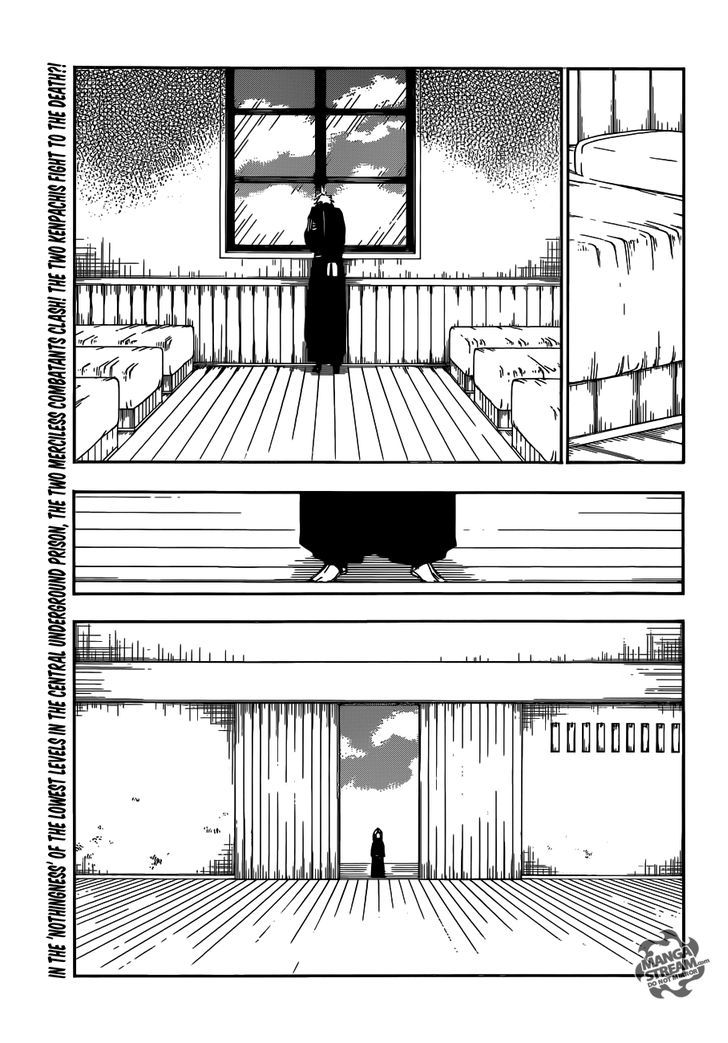 IN THE 'NOTHINGNESS' OF THE LOWEST LEVELS IN THE CENTRAL UNDERGROUND PRISON, THE TWO MERCILESS COMBATANTS CLASH! THE TWO KENPACHIS FIGHT TO THE DEATH?!
MANGA
STREAM.com
DO NOT MIRROR